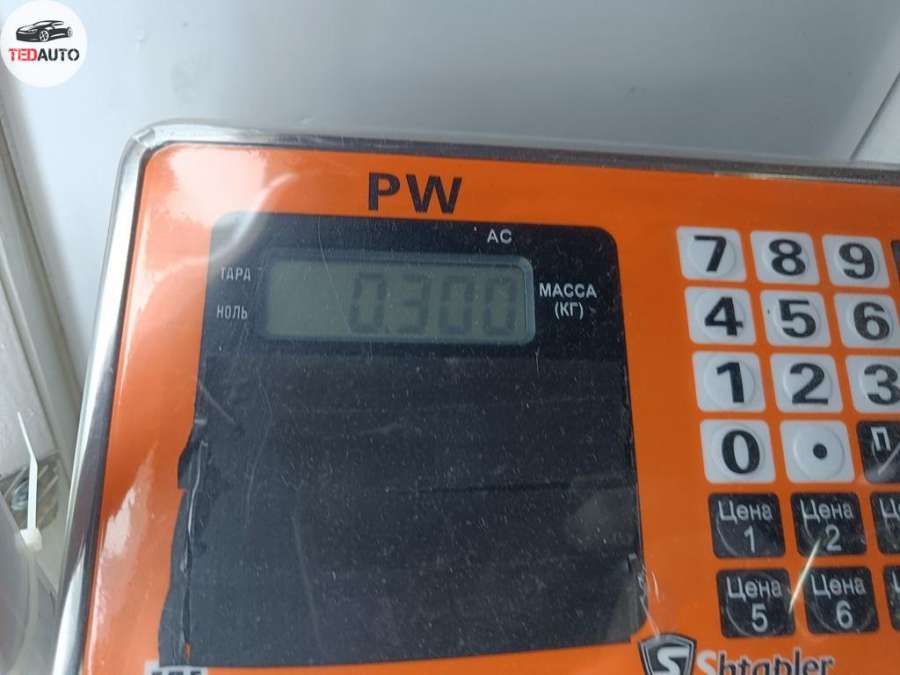 TEDAUTO
PW
AC
ТАРА
НОЛЬ
0.300
МАССА
(КГ)
7 8 9
4 5 6
1 2 3
0 . П
Цена 1
Цена 2
Цена 5
Цена 6
Shtapler